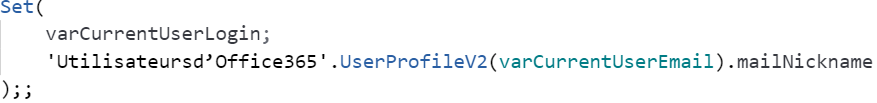 Set(
varCurrentUserLogin;
'Utilisateursd’Office365'.UserProfileV2(varCurrentUserEmail).mailNickname
);;